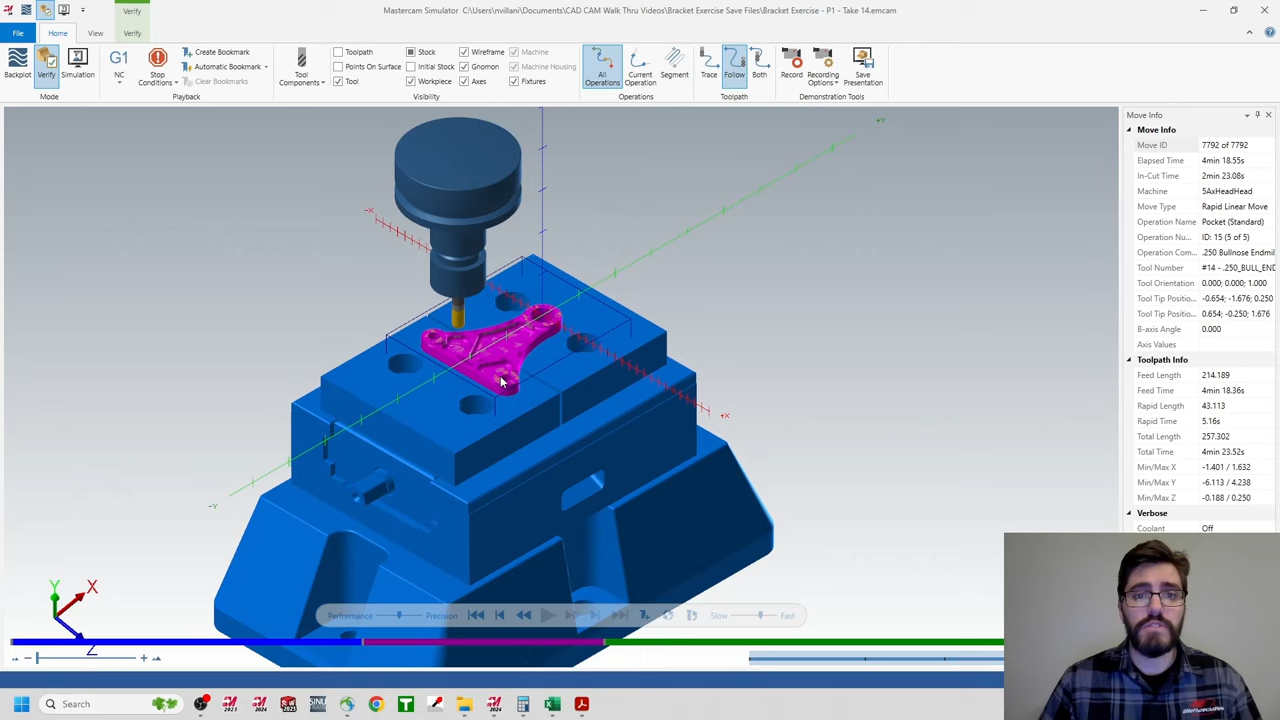 Verify
Mastercam Simulator C:\Users\nvillani\Documents\CAD CAM Walk Thru Videos\Bracket Exercise Save Files\Bracket Exercise - P1 - Take 14.emcam
File Home View Verify
Backplot Verify Simulation
Mode
G1
NC
Stop Conditions
Create Bookmark
Automatic Bookmark
Clear Bookmarks
Playback
Tool Components
Toolpath Stock Wireframe Machine
Points On Surface Initial Stock Gnomon Machine Housing
Tool Workpiece Axes Fixtures
Visibility
All Operations
Current Operation
Segment
Operations
Trace Follow Both
Toolpath
Record
Recording Options
Save Presentation
Demonstration Tools
Move Info
Move Info
Move ID 7792 of 7792
Elapsed Time 4min 18.55s
In-Cut Time 2min 23.08s
Machine 5AxHeadHead
Move Type Rapid Linear Move
Operation Name Pocket (Standard)
Operation Nu... ID: 15 (5 of 5)
Operation Com... .250 Bullnose Endmil
Tool Number #14 - .250_BULL_END
Tool Orientation 0.000; 0.000; 1.000
Tool Tip Positio... -0.654; -1.676; 0.250
Tool Tip Positio... 0.654; -0.250; 1.676
B-axis Angle 0.000
Axis Values
Toolpath Info
Feed Length 214.189
Feed Time 4min 18.36s
Rapid Length 43.113
Rapid Time 5.16s
Total Length 257.302
Total Time 4min 23.52s
Min/Max X -1.401 / 1.632
Min/Max Y -6.113 / 4.238
Min/Max Z -0.188 / 0.250
Verbose
Coolant Off
+Y
-X
+X
-Y
Y
X
Z
Performance Precision Slow Fast
Search
2023 2024 2023 2024